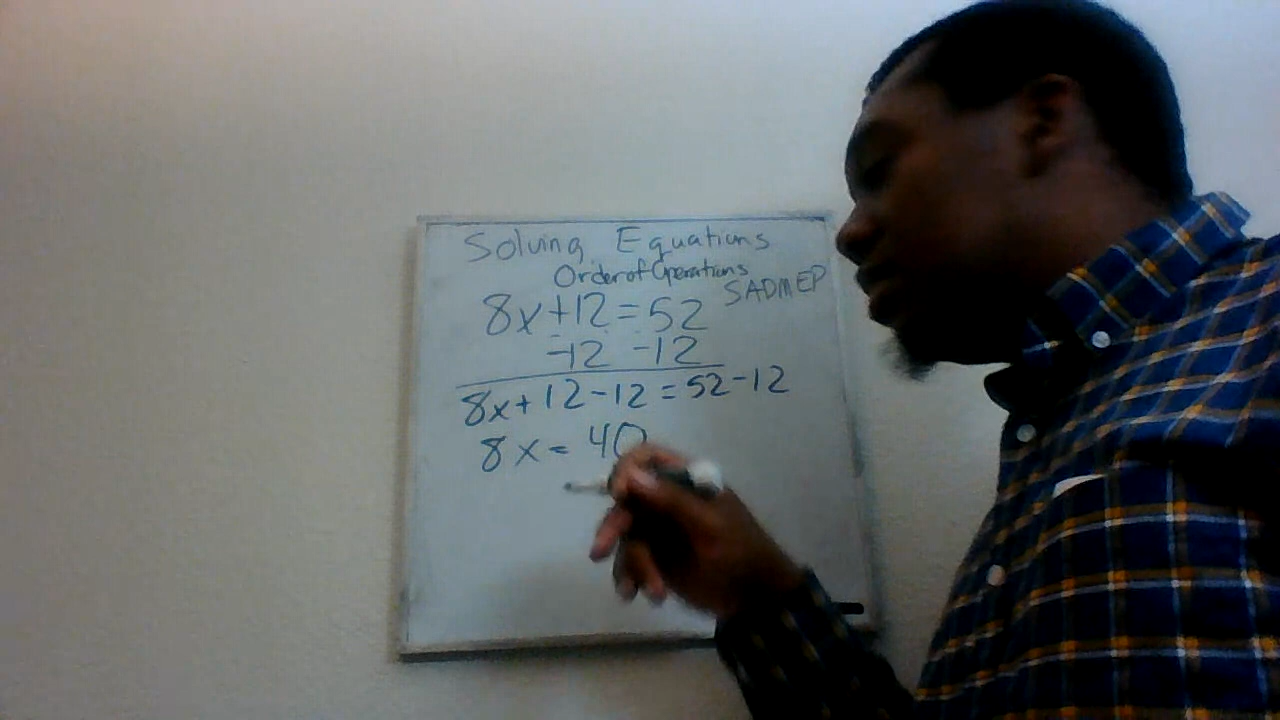 Solving Equations
Order of Operations
SADMEP
8x+12=52
-12 -12
8x+12-12=52-12
8x=40